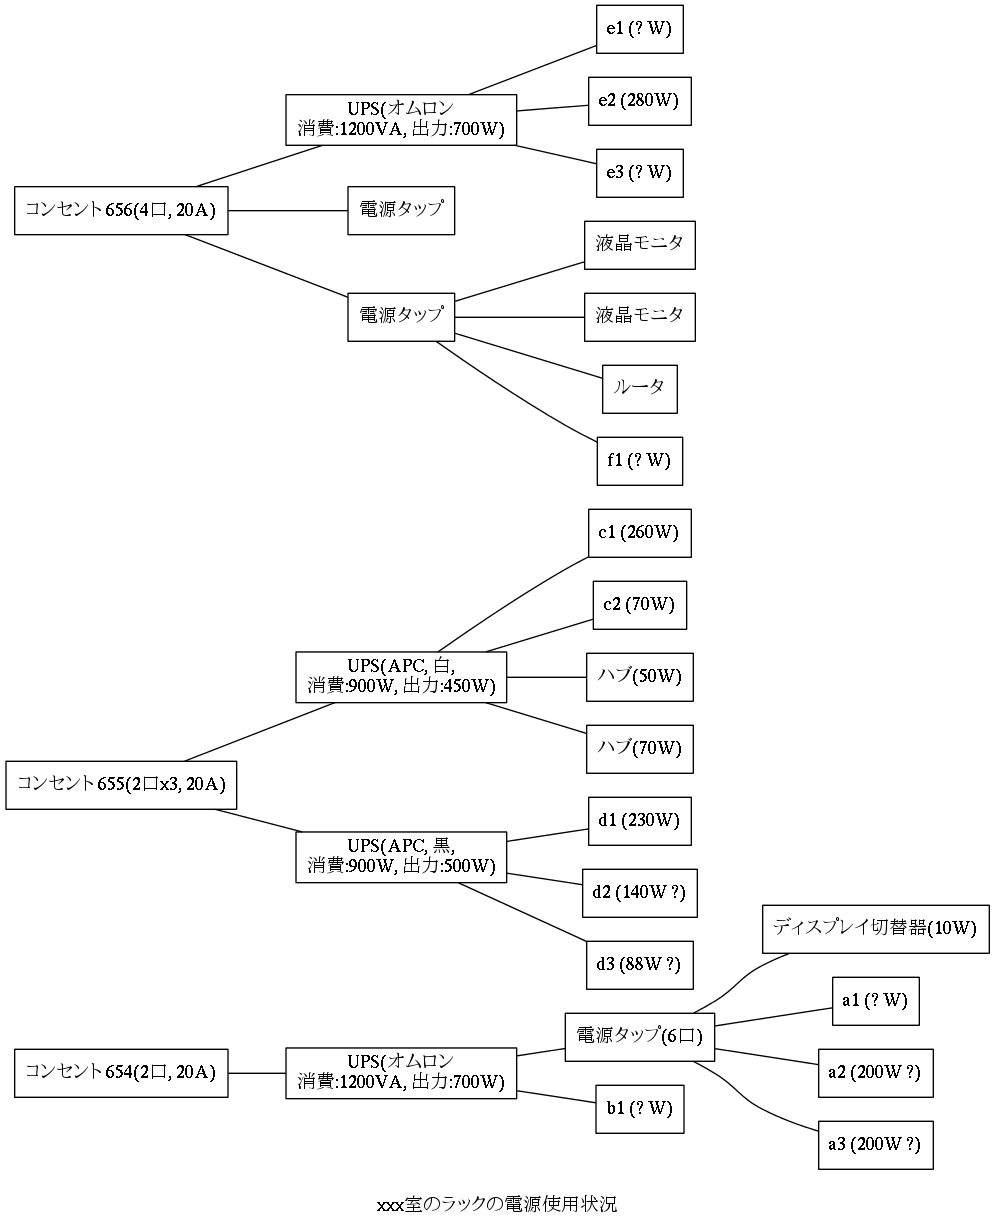 e1 (? W)
UPS(オムロン
消費:1200VA, 出力:700W)
e2 (280W)
e3 (? W)
コンセント656(4口, 20A)
電源タップ
液晶モニタ
電源タップ
液晶モニタ
ルータ
f1 (? W)
c1 (260W)
c2 (70W)
UPS(APC, 白,
消費:900W, 出力:450W)
ハブ(50W)
ハブ(70W)
コンセント655(2口x3, 20A)
d1 (230W)
UPS(APC, 黒,
消費:900W, 出力:500W)
d2 (140W ?)
d3 (88W ?)
ディスプレイ切替器(10W)
a1 (? W)
電源タップ(6口)
コンセント654(2口, 20A)
UPS(オムロン
消費:1200VA, 出力:700W)
a2 (200W ?)
b1 (? W)
a3 (200W ?)
xxx室のラックの電源使用状況